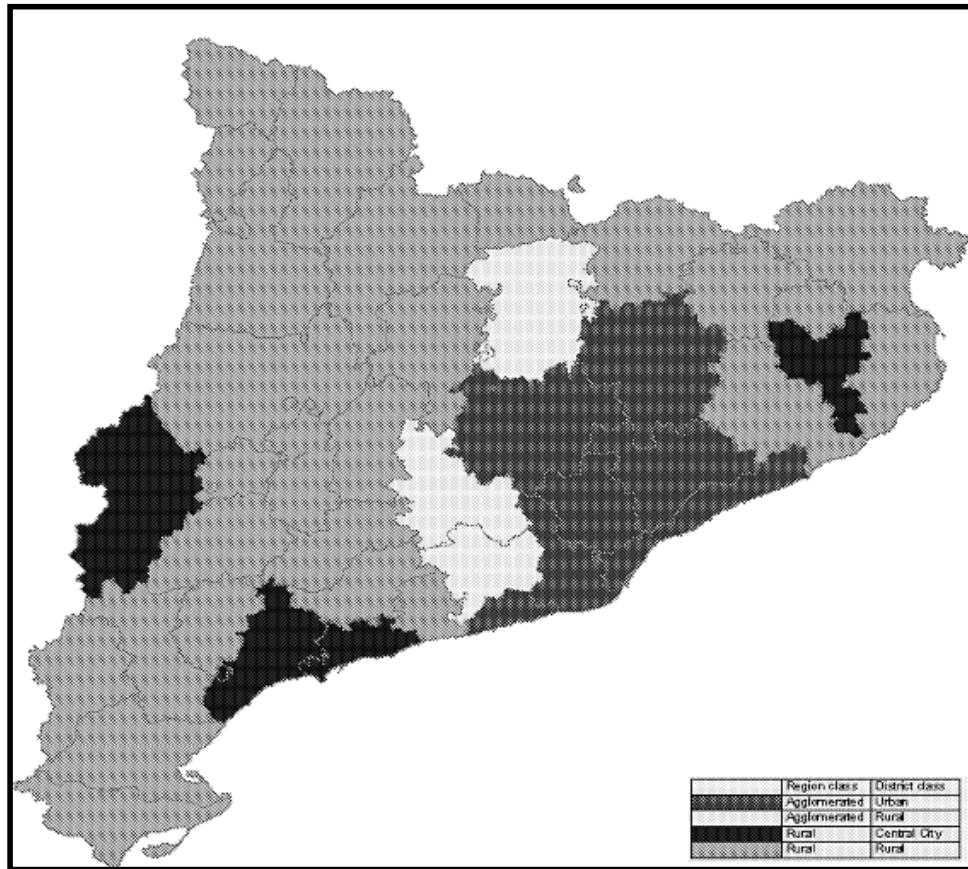 Region class District class
Agglomerated Urban
Agglomerated Rural
Rural Central City
Rural Rural